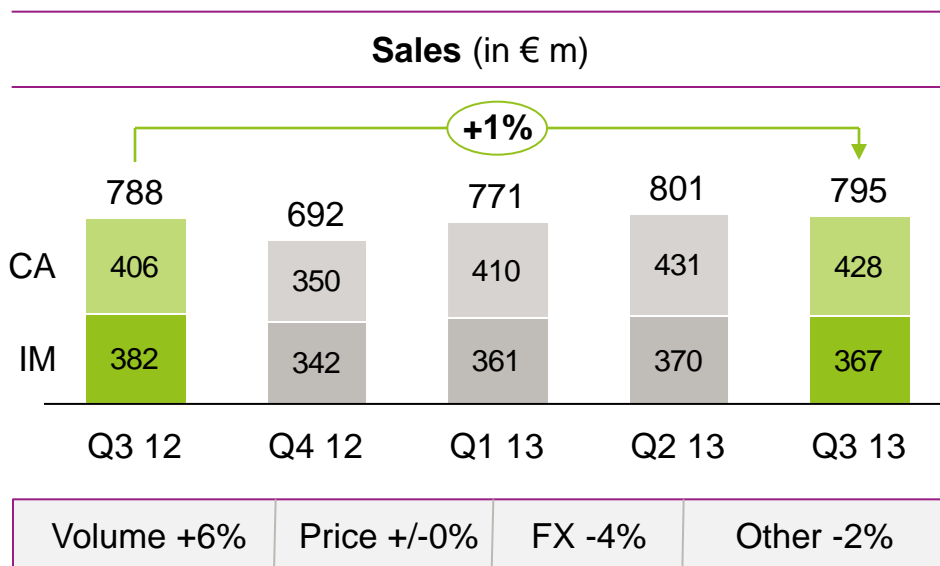 Sales (in € m)
+1%
788 692 771 801 795
CA 406 350 410 431 428
IM 382 342 361 370 367
Q3 12 Q4 12 Q1 13 Q2 13 Q3 13
Volume +6% Price +/-0% FX -4% Other -2%